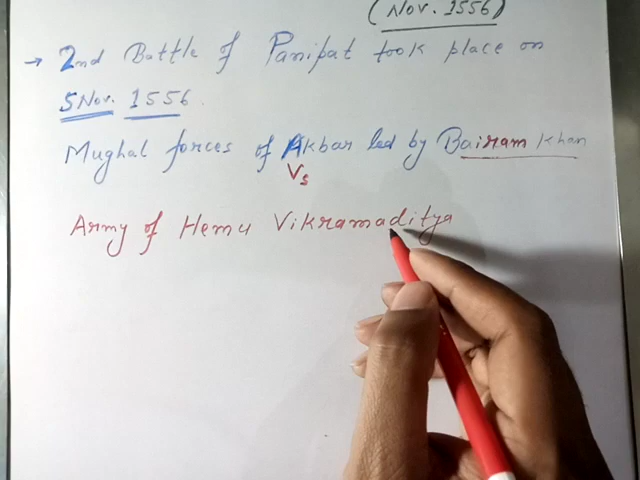 (Nov. 1556)
→ 2nd Battle of Panipat took place on
5 Nov. 1556.
Mughal forces of Akbar led by Bairam khan
Vs
Army of Hemu Vikramaditya